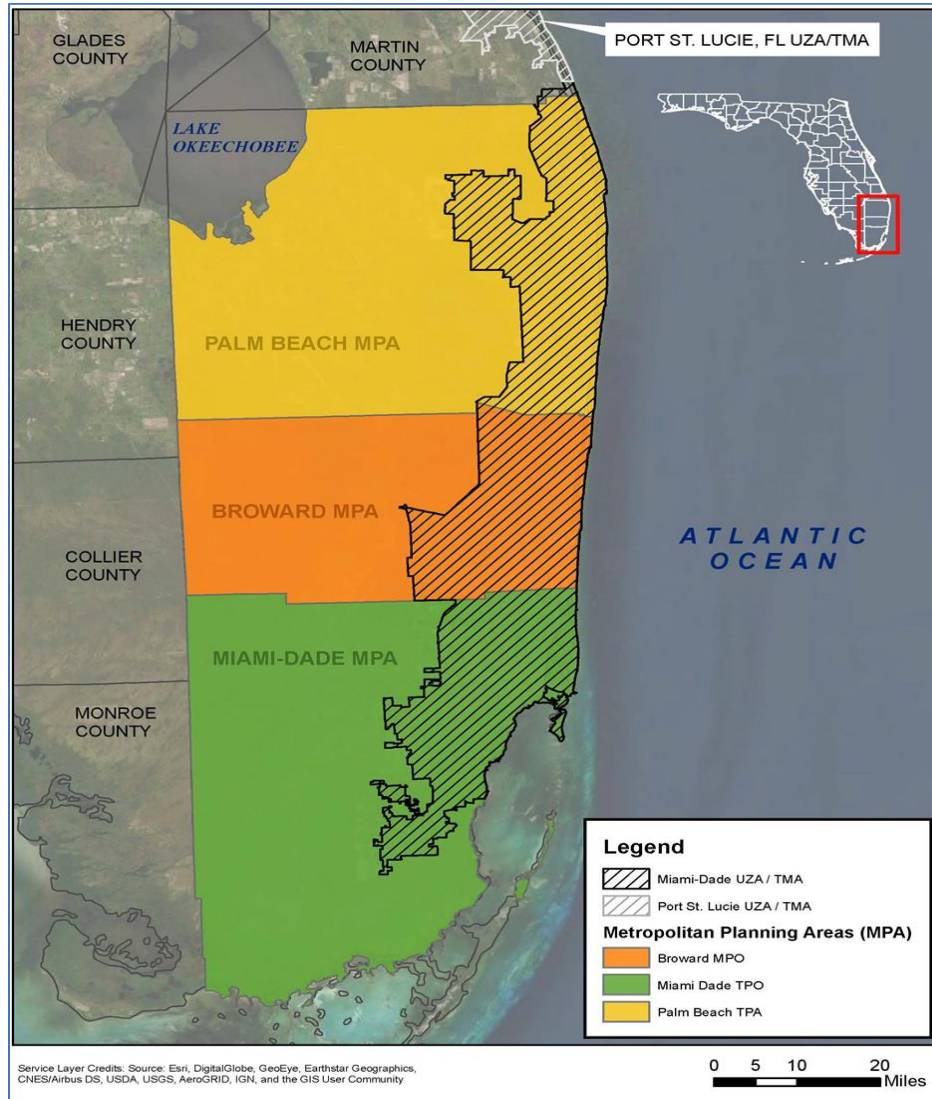 GLADES
COUNTY
MARTIN
COUNTY
PORT ST. LUCIE, FL UZA/TMA
LAKE
OKEECHOBEE
HENDRY
COUNTY
PALM BEACH MPA
BROWARD MPA
COLLIER
COUNTY
ATLANTIC
OCEAN
MIAMI-DADE MPA
MONROE
COUNTY
Legend
Miami-Dade UZA / TMA
Port St. Lucie UZA / TMA
Metropolitan Planning Areas (MPA)
Broward MPO
Miami Dade TPO
Palm Beach TPA
Service Layer Credits: Source: Esri, DigitalGlobe, GeoEye, Earthstar Geographics,
CNES/Airbus DS, USDA, USGS, AeroGRID, IGN, and the GIS User Community
0 5 10 20
Miles